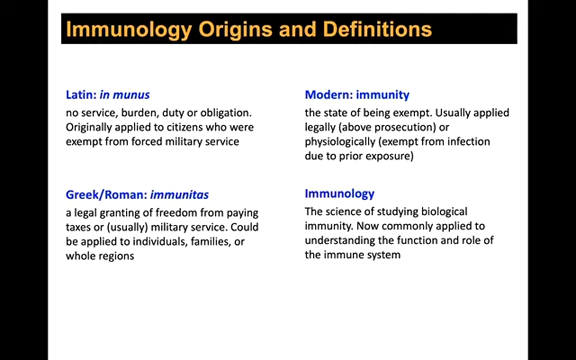 Immunology Origins and Definitions
Latin: in munus
no service, burden, duty or obligation.
Originally applied to citizens who were
exempt from forced military service
Greek/Roman: immunitas
a legal granting of freedom from paying
taxes or (usually) military service. Could
be applied to individuals, families, or
whole regions
Modern: immunity
the state of being exempt. Usually applied
legally (above prosecution) or
physiologically (exempt from infection
due to prior exposure)
Immunology
The science of studying biological
immunity. Now commonly applied to
understanding the function and role of
the immune system